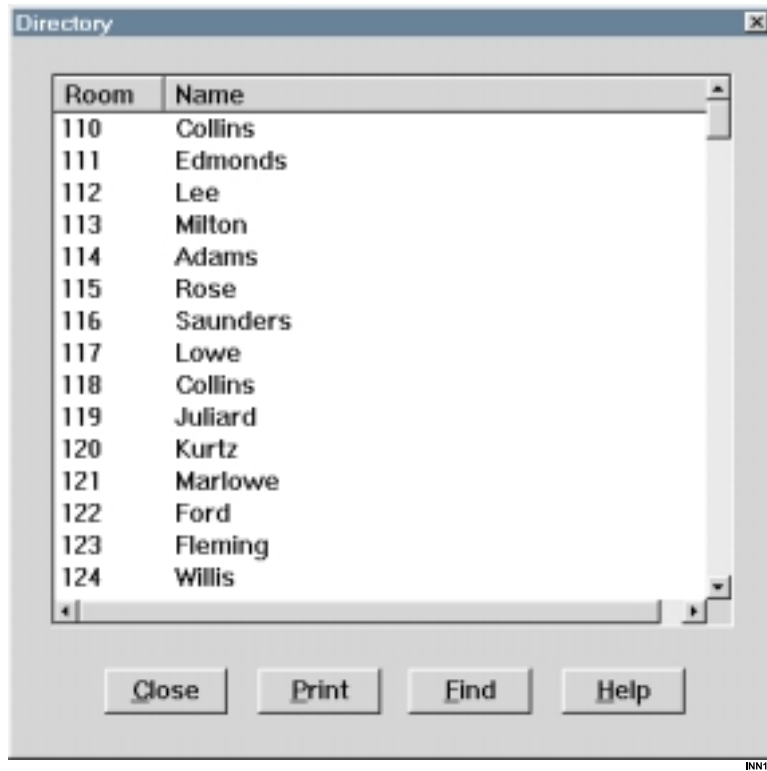 Directory
Room Name
110 Collins
111 Edmonds
112 Lee
113 Milton
114 Adams
115 Rose
116 Saunders
117 Lowe
118 Collins
119 Juliard
120 Kurtz
121 Marlowe
122 Ford
123 Fleming
124 Willis
Close Print Find Help
INN1